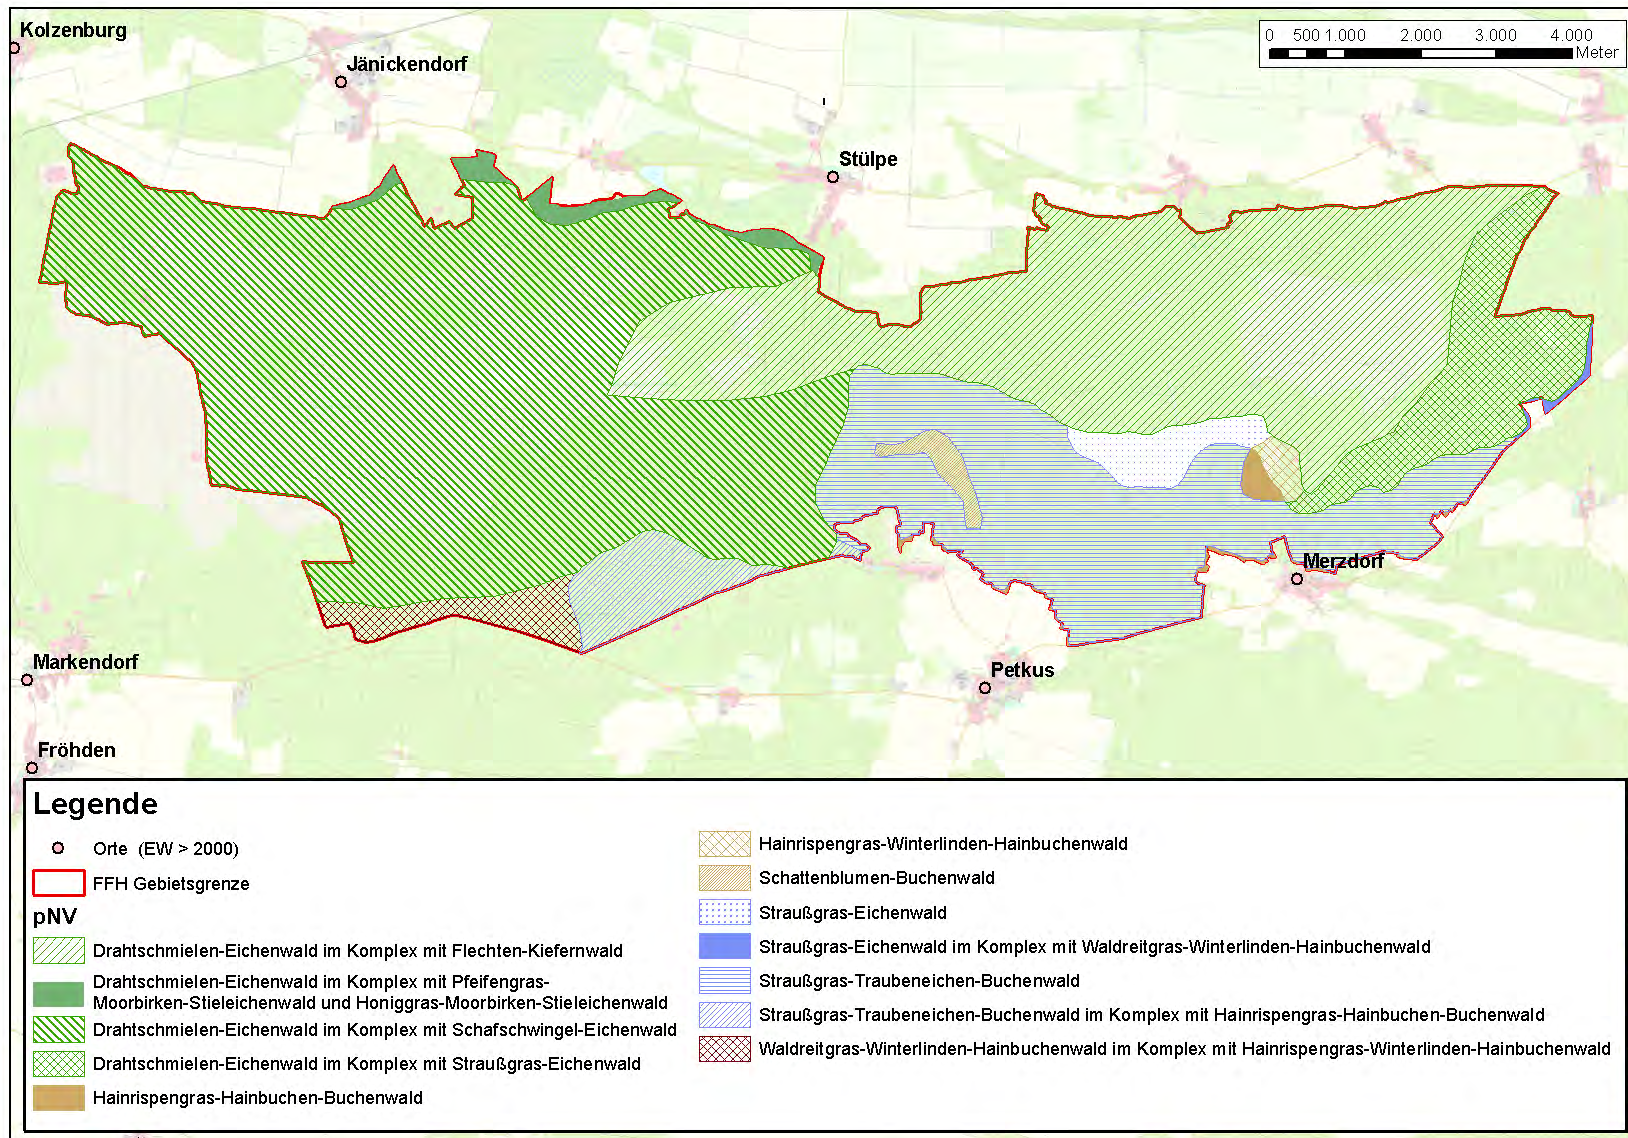 Kolzenburg
Jänickendorf
0 500 1.000 2.000 3.000 4.000
Meter
Stülpe
Merzdorf
Markendorf
Petkus
Fröhden
Legende
Orte (EW > 2000)
FFH Gebietsgrenze
pNV
Drahtschmielen-Eichenwald im Komplex mit Flechten-Kiefernwald
Drahtschmielen-Eichenwald im Komplex mit Pfeifengras-
Moorbirken-Stieleichenwald und Honiggras-Moorbirken-Stieleichenwald
Drahtschmielen-Eichenwald im Komplex mit Schafschwingel-Eichenwald
Drahtschmielen-Eichenwald im Komplex mit Straußgras-Eichenwald
Hainrispengras-Hainbuchen-Buchenwald
Hainrispengras-Winterlinden-Hainbuchenwald
Schattenblumen-Buchenwald
Straußgras-Eichenwald
Straußgras-Eichenwald im Komplex mit Waldreitgras-Winterlinden-Hainbuchenwald
Straußgras-Traubeneichen-Buchenwald
Straußgras-Traubeneichen-Buchenwald im Komplex mit Hainrispengras-Hainbuchen-Buchenwald
Waldreitgras-Winterlinden-Hainbuchenwald im Komplex mit Hainrispengras-Winterlinden-Hainbuchenwald